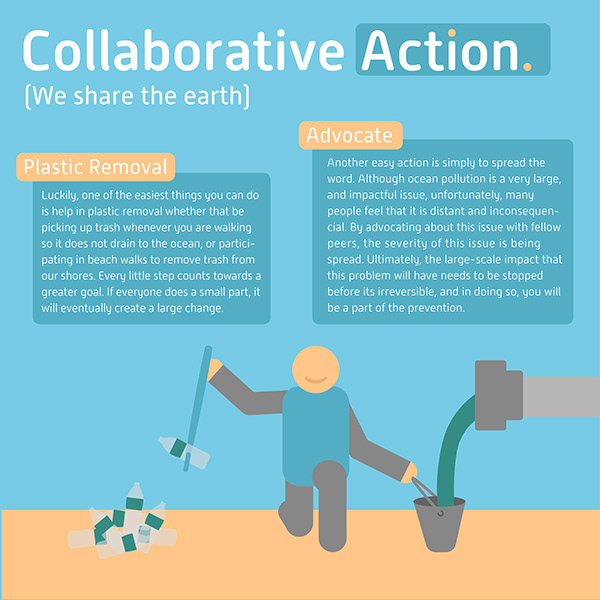 Collaborative Action.
(We share the earth)
Plastic Removal
Luckily, one of the easiest things you can do
is help in plastic removal whether that be
picking up trash whenever you are walking
so it does not drain to the ocean, or partici-
pating in beach walks to remove trash from
our shores. Every little step counts towards a
greater goal. If everyone does a small part, it
will eventually create a large change.
Advocate
Another easy action is simply to spread the
word. Although ocean pollution is a very large,
and impactful issue, unfortunately, many
people feel that it is distant and inconsequen-
cial. By advocating about this issue with fellow
peers, the severity of this issue is being
spread. Ultimately, the large-scale impact that
this problem will have needs to be stopped
before its irreversible, and in doing so, you will
be a part of the prevention.